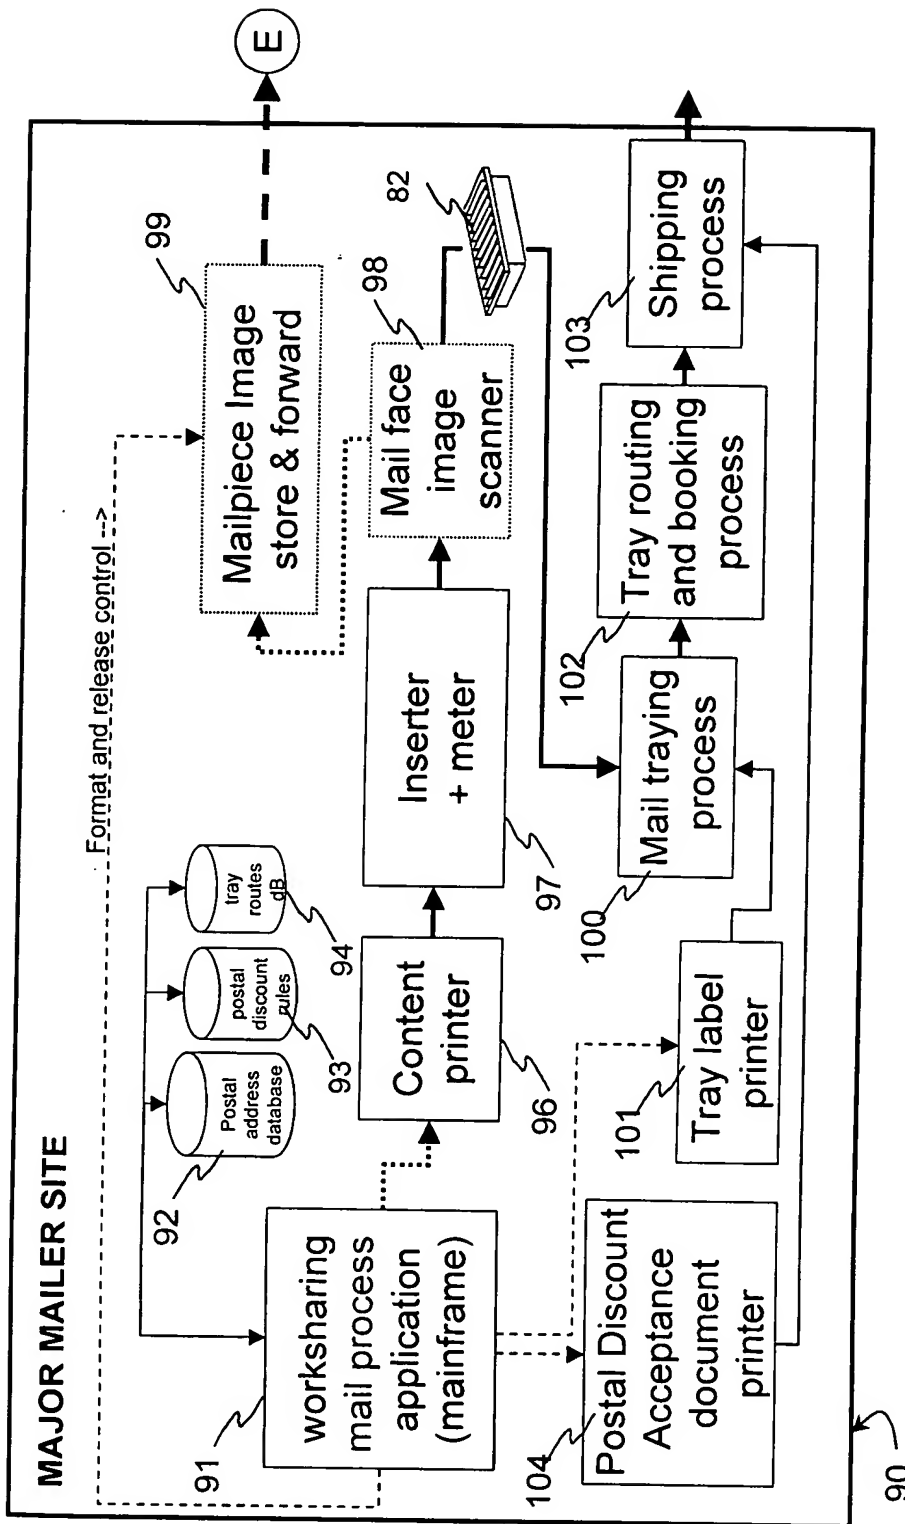 MAJOR MAILER SITE
Format and release control -->
E
99
Mailpiece Image
store & forward
92
Postal
address
database
93
postal
discount
rules
94
tray
routes
dB
91
worksharing
mail process
application
(mainframe)
96
Content
printer
97
Inserter
+ meter
98
Mail face
image
scanner
82
104
Postal Discount
Acceptance
document
printer
101
Tray label
printer
100
Mail traying
process
102
Tray routing
and booking
process
103
Shipping
process
90